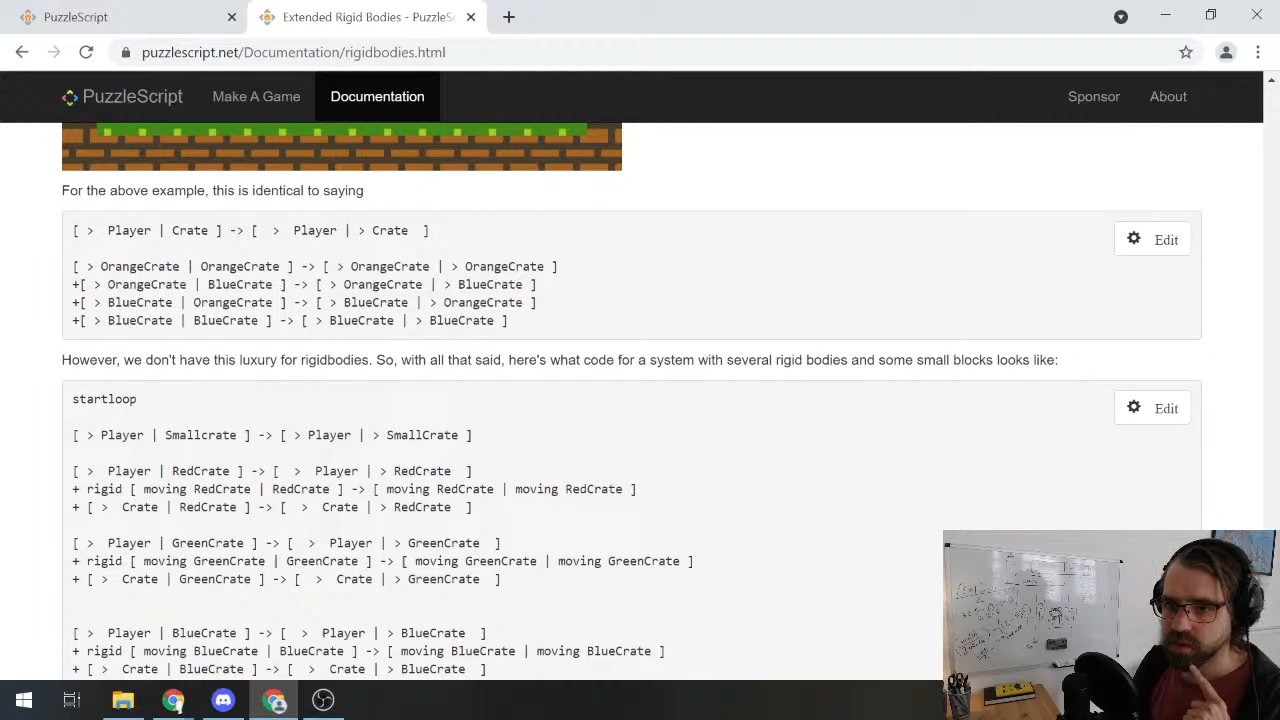 PuzzleScript
Extended Rigid Bodies - PuzzleSc
puzzlescript.net/Documentation/rigidbodies.html
PuzzleScript
Make A Game
Documentation
Sponsor
About
For the above example, this is identical to saying
[ >  Player | Crate ] -> [  >  Player | > Crate  ]
Edit
[ > OrangeCrate | OrangeCrate ] -> [ > OrangeCrate | > OrangeCrate ]
+[ > OrangeCrate | BlueCrate ] -> [ > OrangeCrate | > BlueCrate ]
+[ > BlueCrate | OrangeCrate ] -> [ > BlueCrate | > OrangeCrate ]
+[ > BlueCrate | BlueCrate ] -> [ > BlueCrate | > BlueCrate ]
However, we don't have this luxury for rigidbodies. So, with all that said, here's what code for a system with several rigid bodies and some small blocks looks like:
startloop
Edit
[ > Player | Smallcrate ] -> [ > Player | > SmallCrate ]
[ >  Player | RedCrate ] -> [  >  Player | > RedCrate  ]
+ rigid [ moving RedCrate | RedCrate ] -> [ moving RedCrate | moving RedCrate ]
+ [ >  Crate | RedCrate ] -> [  >  Crate | > RedCrate  ]
[ >  Player | GreenCrate ] -> [  >  Player | > GreenCrate  ]
+ rigid [ moving GreenCrate | GreenCrate ] -> [ moving GreenCrate | moving GreenCrate ]
+ [ >  Crate | GreenCrate ] -> [  >  Crate | > GreenCrate  ]
[ >  Player | BlueCrate ] -> [  >  Player | > BlueCrate  ]
+ rigid [ moving BlueCrate | BlueCrate ] -> [ moving BlueCrate | moving BlueCrate ]
+ [ >  Crate | BlueCrate ] -> [  >  Crate | > BlueCrate  ]